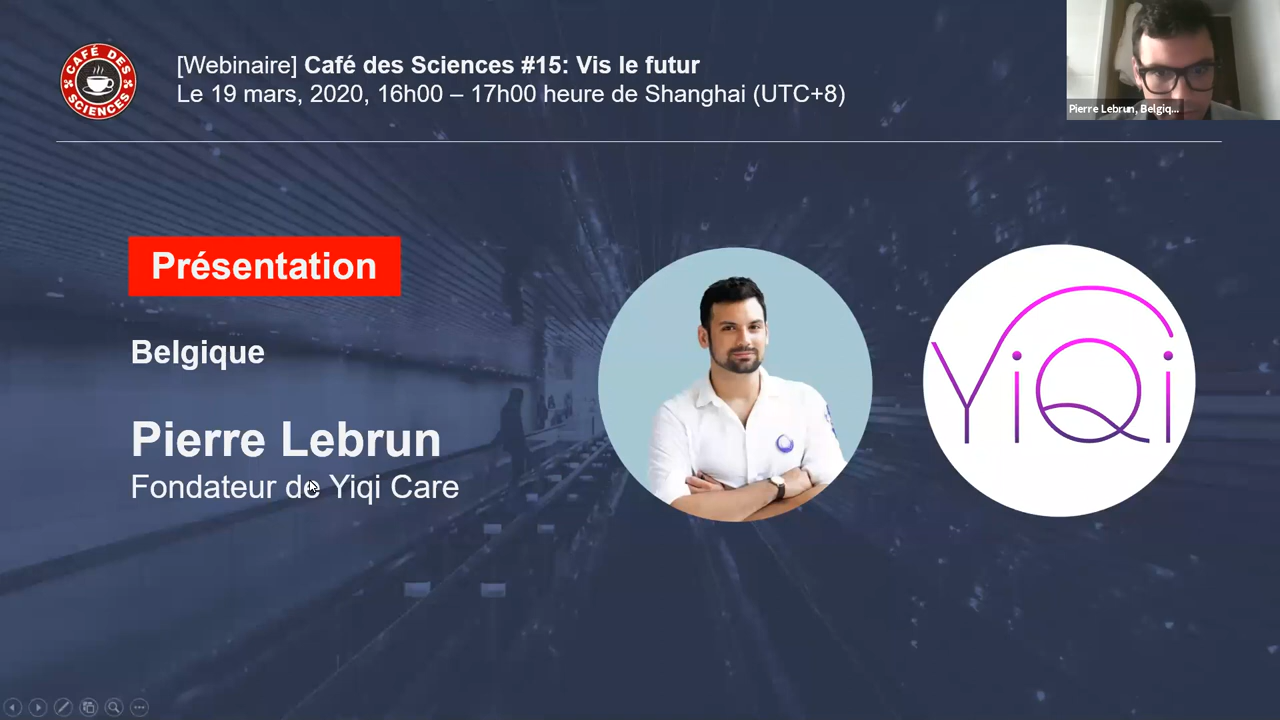 CAFÉ DES
SCIENCES
[Webinaire] Café des Sciences #15: Vis le futur
Le 19 mars, 2020, 16h00 – 17h00 heure de Shanghai (UTC+8)
Pierre Lebrun, Belgiq...
Présentation
Belgique
Pierre Lebrun
Fondateur de Yiqi Care
YiQi